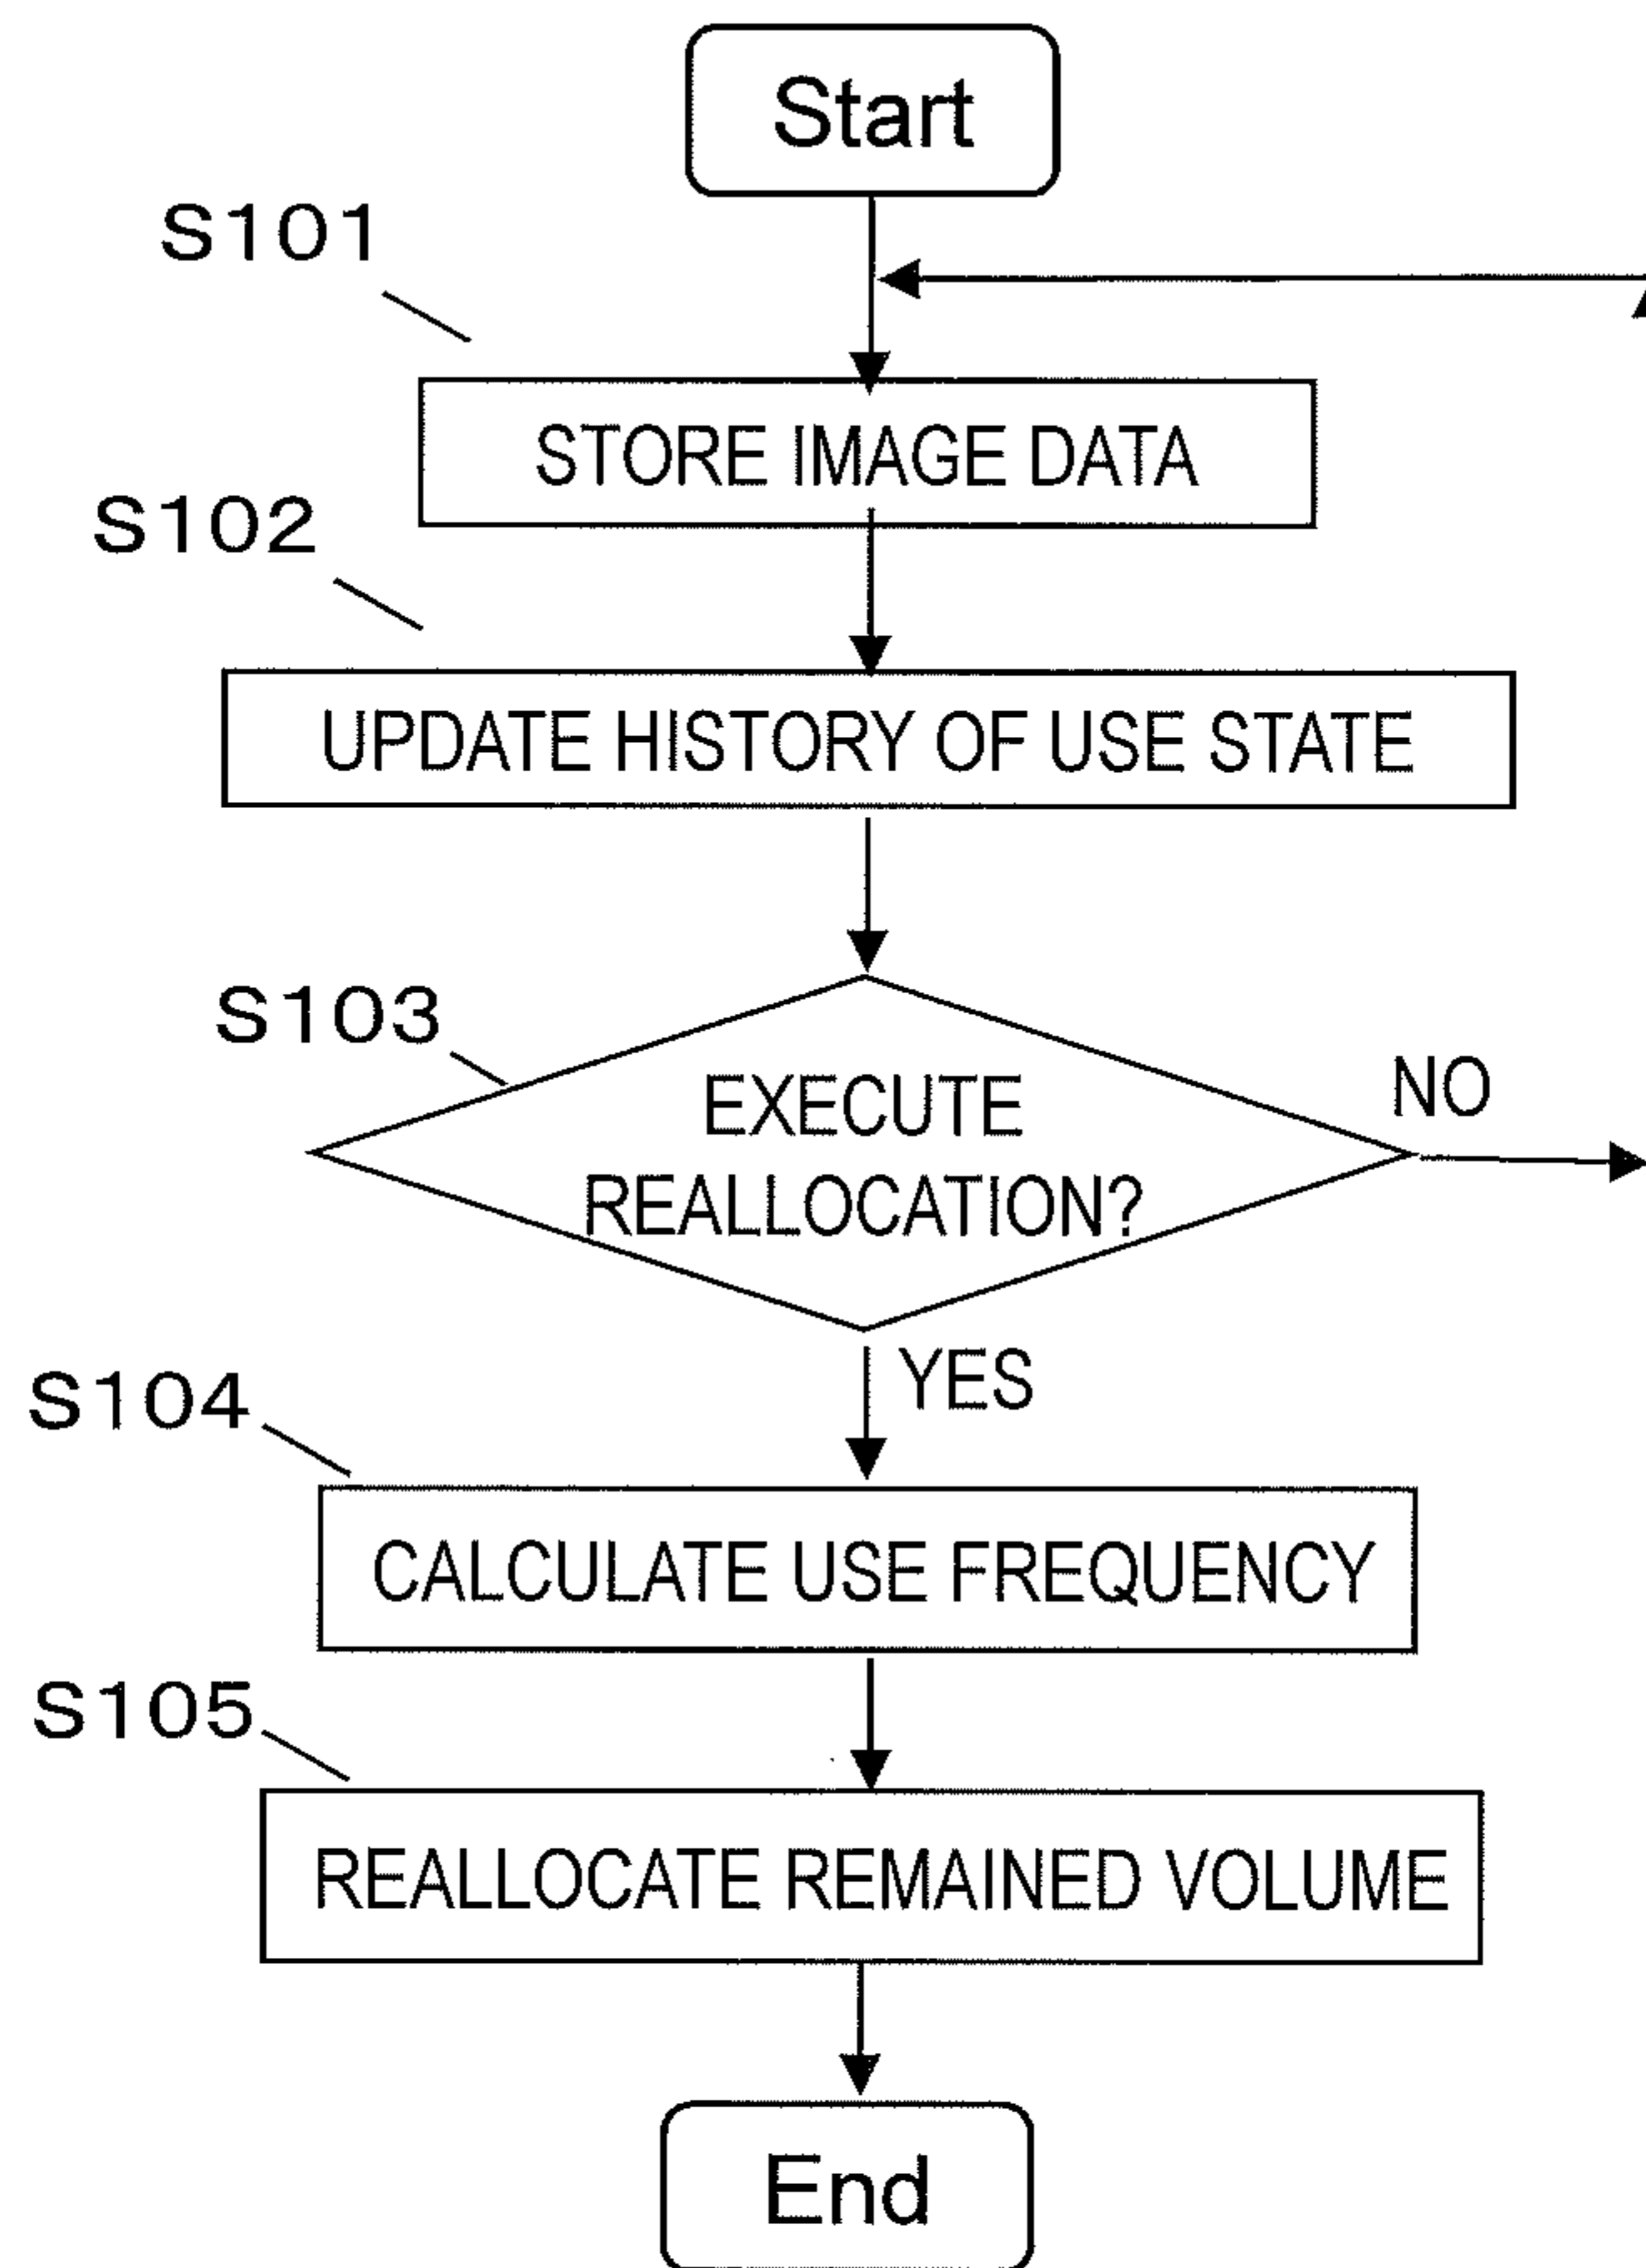 Start
S101
STORE IMAGE DATA
S102
UPDATE HISTORY OF USE STATE
S103
EXECUTE
REALLOCATION?
NO
YES
S104
CALCULATE USE FREQUENCY
S105
REALLOCATE REMAINED VOLUME
End